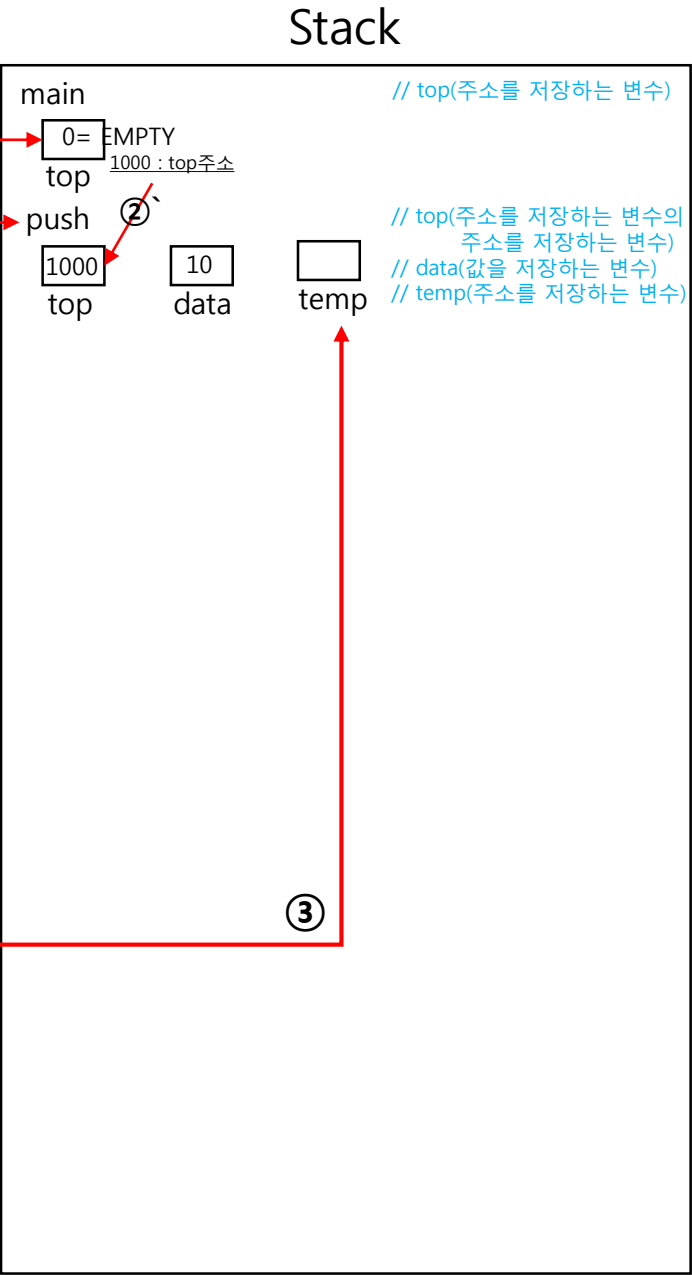 Stack
main
// top(주소를 저장하는 변수)
0= EMPTY
1000 : top주소
top
push
②`
// top(주소를 저장하는 변수의
주소를 저장하는 변수)
1000
10
// data(값을 저장하는 변수)
top
data
temp
// temp(주소를 저장하는 변수)
③